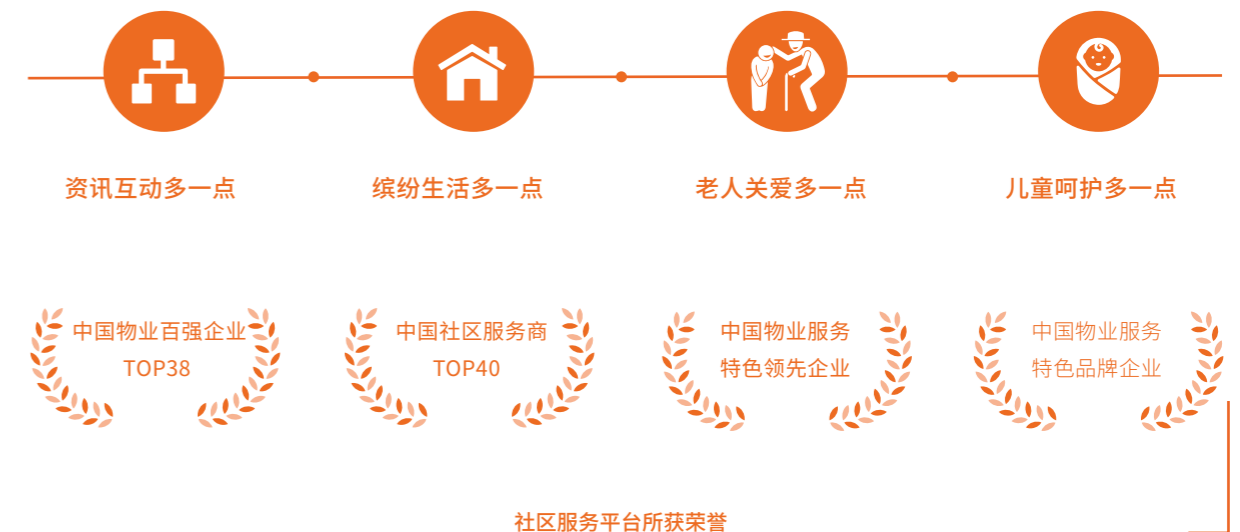 资讯互动多一点
缤纷生活多一点
老人关爱多一点
儿童呵护多一点
中国物业百强企业
TOP38
中国社区服务商
TOP40
中国物业服务
特色领先企业
中国物业服务
特色品牌企业
社区服务平台所获荣誉